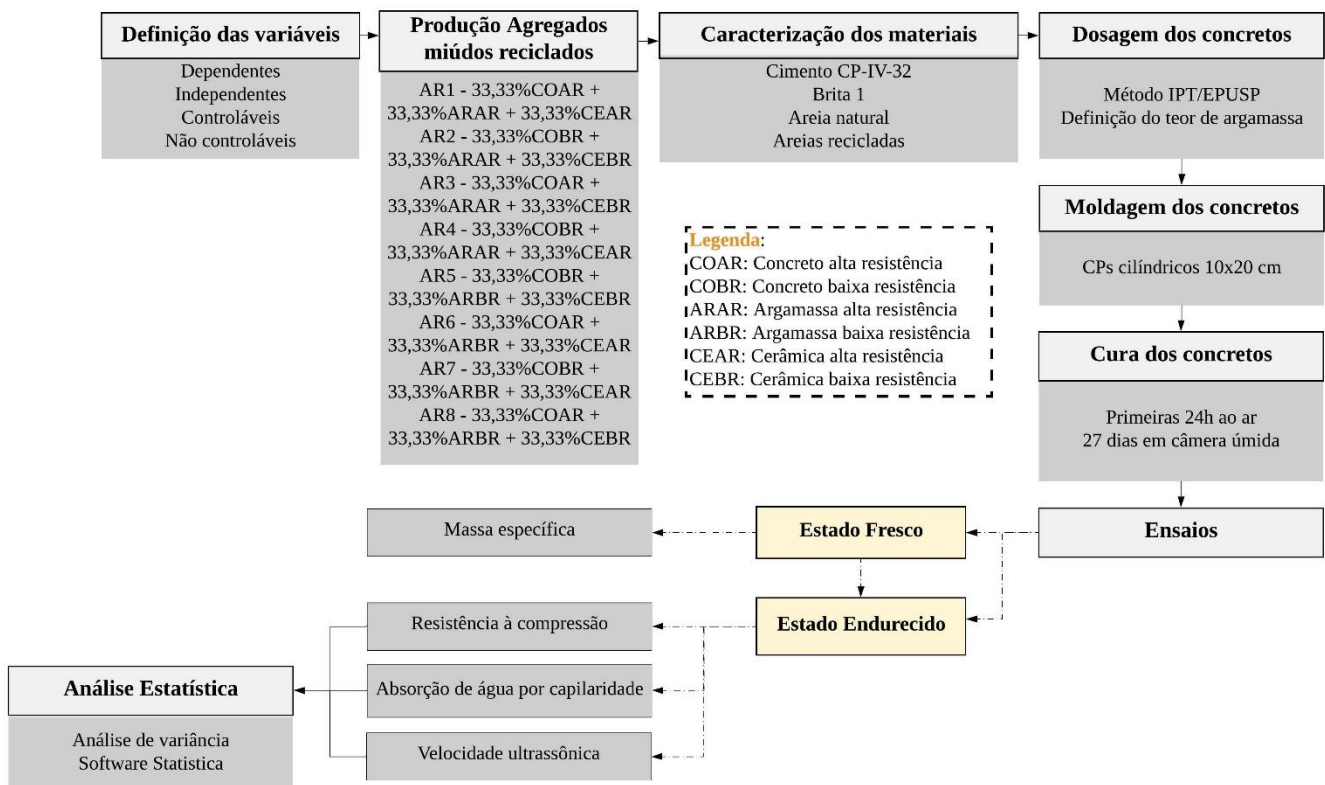 Definição das variáveis
Dependentes
Independentes
Controláveis
Não controláveis
Produção Agregados
miúdos reciclados
AR1 - 33,33%COAR +
33,33%ARAR + 33,33%CEAR
AR2 - 33,33%COBR +
33,33%ARAR + 33,33%CEBR
AR3 - 33,33%COAR +
33,33%ARAR + 33,33%CEBR
AR4 - 33,33%COBR +
33,33%ARAR + 33,33%CEAR
AR5 - 33,33%COBR +
33,33%ARBR + 33,33%CEBR
AR6 - 33,33%COAR +
33,33%ARBR + 33,33%CEAR
AR7 - 33,33%COBR +
33,33%ARBR + 33,33%CEAR
AR8 - 33,33%COAR +
33,33%ARBR + 33,33%CEBR
Caracterização dos materiais
Cimento CP-IV-32
Brita 1
Areia natural
Areias recicladas
Dosagem dos concretos
Método IPT/EPUSP
Definição do teor de argamassa
Moldagem dos concretos
CPs cilíndricos 10x20 cm
Cura dos concretos
Primeiras 24h ao ar
27 dias em câmera úmida
Legenda:
COAR: Concreto alta resistência
COBR: Concreto baixa resistência
ARAR: Argamassa alta resistência
ARBR: Argamassa baixa resistência
CEAR: Cerâmica alta resistência
CEBR: Cerâmica baixa resistência
Ensaios
Estado Fresco
Massa específica
Estado Endurecido
Resistência à compressão
Absorção de água por capilaridade
Velocidade ultrassônica
Análise Estatística
Análise de variância
Software Statistica